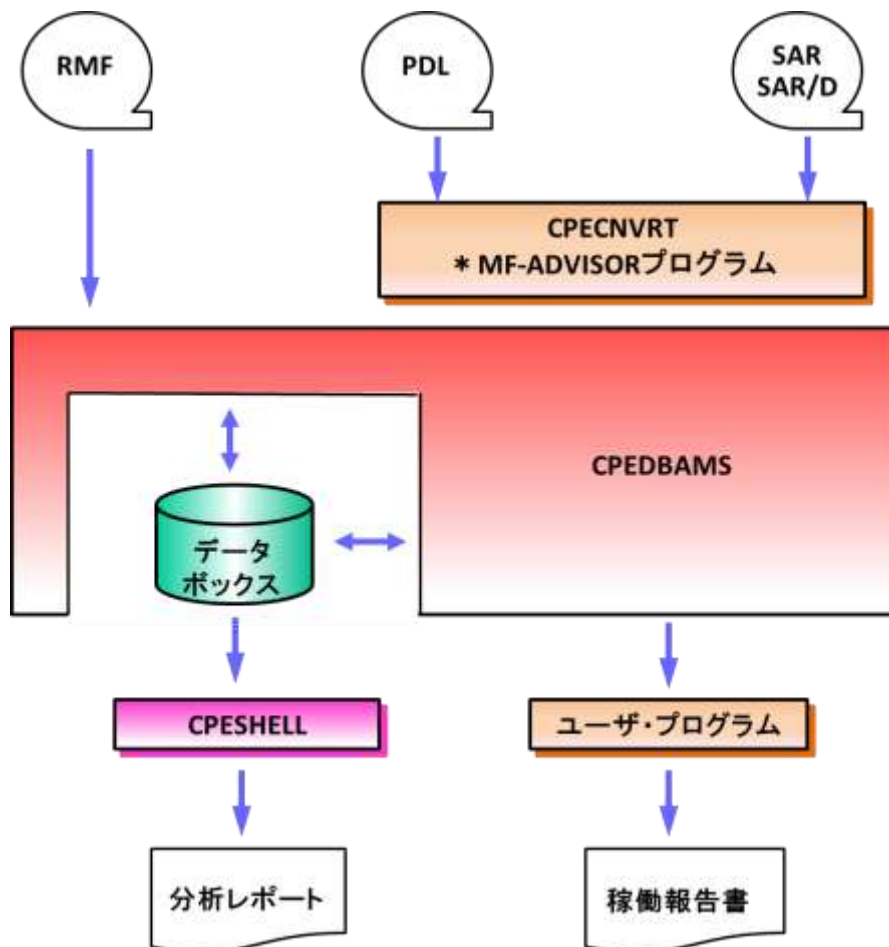 RMF
PDL
SAR
SAR/D
CPECNVRT
* MF-ADVISORプログラム
CPEDBAMS
データ
ボックス
CPESHELL
ユーザ・プログラム
分析レポート
稼働報告書